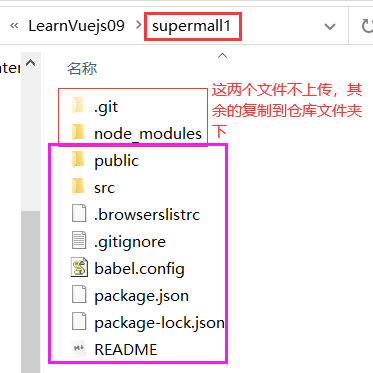 « LearnVuejs09 › supermall1
名称
.git
node_modules
这两个文件不上传，其
余的复制到仓库文件夹
下
public
src
.browserslistrc
.gitignore
babel.config
package.json
package-lock.json
README